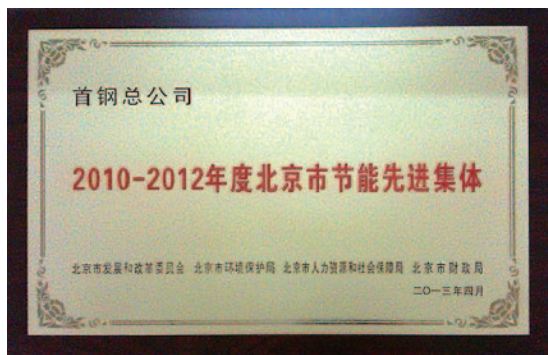 首钢总公司
2010-2012年度北京市节能先进集体
北京市发展和改革委员会 北京市环境保护局 北京市人力资源和社会保障局 北京市财政局
二〇一三年四月